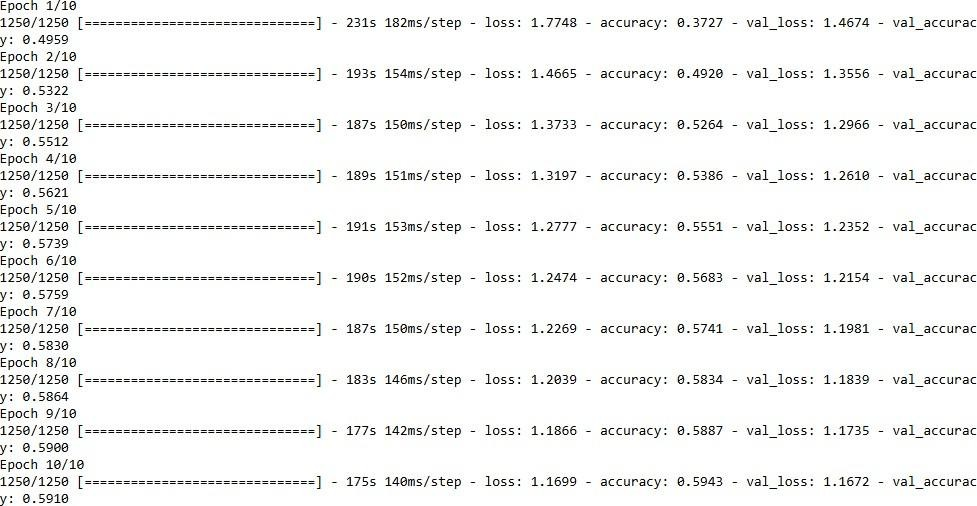 Epoch 1/10
1250/1250 [==============================] - 231s 182ms/step - loss: 1.7748 - accuracy: 0.3727 - val_loss: 1.4674 - val_accurac
y: 0.4959
Epoch 2/10
1250/1250 [==============================] - 193s 154ms/step - loss: 1.4665 - accuracy: 0.4920 - val_loss: 1.3556 - val_accurac
y: 0.5322
Epoch 3/10
1250/1250 [==============================] - 187s 150ms/step - loss: 1.3733 - accuracy: 0.5264 - val_loss: 1.2966 - val_accurac
y: 0.5512
Epoch 4/10
1250/1250 [==============================] - 189s 151ms/step - loss: 1.3197 - accuracy: 0.5386 - val_loss: 1.2610 - val_accurac
y: 0.5621
Epoch 5/10
1250/1250 [==============================] - 191s 153ms/step - loss: 1.2777 - accuracy: 0.5551 - val_loss: 1.2352 - val_accurac
y: 0.5739
Epoch 6/10
1250/1250 [==============================] - 190s 152ms/step - loss: 1.2474 - accuracy: 0.5683 - val_loss: 1.2154 - val_accurac
y: 0.5759
Epoch 7/10
1250/1250 [==============================] - 187s 150ms/step - loss: 1.2269 - accuracy: 0.5741 - val_loss: 1.1981 - val_accurac
y: 0.5830
Epoch 8/10
1250/1250 [==============================] - 183s 146ms/step - loss: 1.2039 - accuracy: 0.5834 - val_loss: 1.1839 - val_accurac
y: 0.5864
Epoch 9/10
1250/1250 [==============================] - 177s 142ms/step - loss: 1.1866 - accuracy: 0.5887 - val_loss: 1.1735 - val_accurac
y: 0.5900
Epoch 10/10
1250/1250 [==============================] - 175s 140ms/step - loss: 1.1699 - accuracy: 0.5943 - val_loss: 1.1672 - val_accurac
y: 0.5910